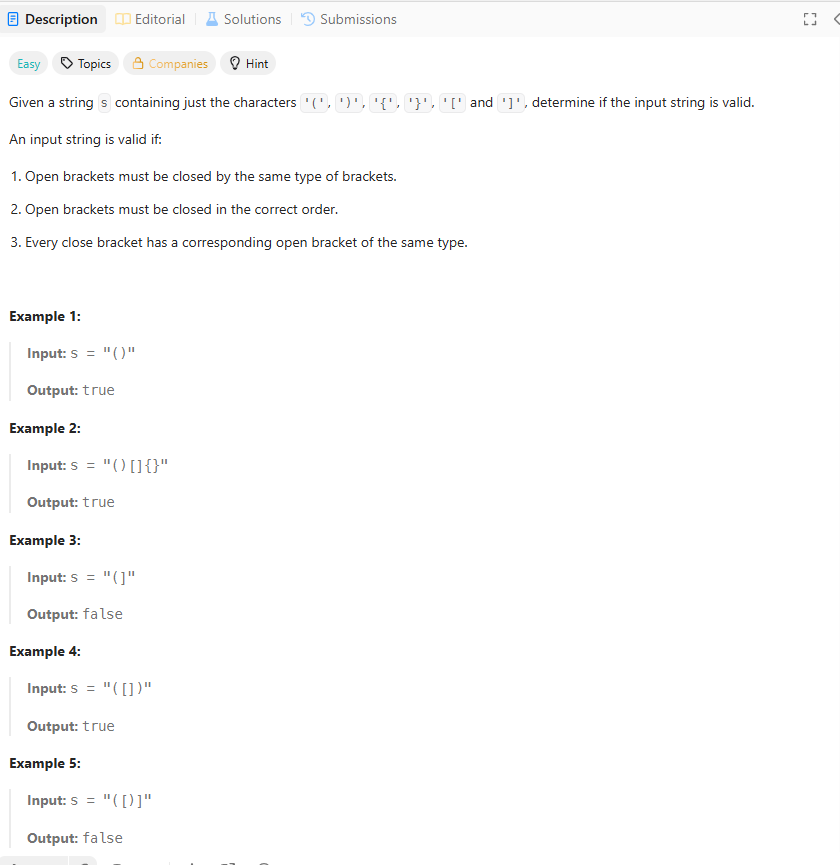 Description Editorial Solutions Submissions
Easy Topics Companies Hint
Given a string s containing just the characters '(', ')', '{', '}', '[' and ']', determine if the input string is valid.
An input string is valid if:
1. Open brackets must be closed by the same type of brackets.
2. Open brackets must be closed in the correct order.
3. Every close bracket has a corresponding open bracket of the same type.
Example 1:
Input: s = "()"
Output: true
Example 2:
Input: s = "()[]{}"
Output: true
Example 3:
Input: s = "(]"
Output: false
Example 4:
Input: s = "([])"
Output: true
Example 5:
Input: s = "([)]"
Output: false